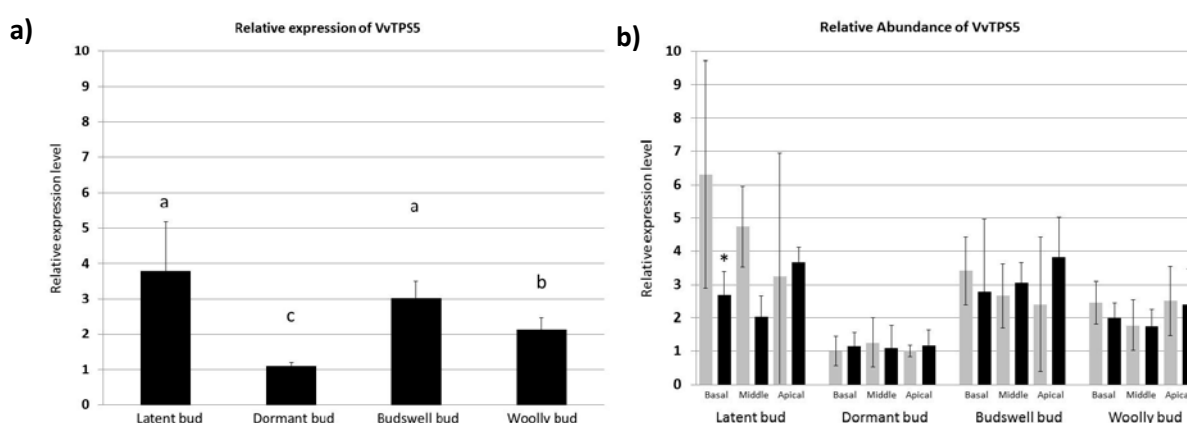 a)
Relative expression of VvTPS5
Relative expression level
10
9
8
7
6
5
4
3
2
1
0
a
c
a
b
Latent bud Dormant bud Budswell bud Woolly bud
b)
Relative Abundance of VvTPS5
Relative expression level
10
9
8
7
6
5
4
3
2
1
0
*
Basal Middle Apical Basal Middle Apical Basal Middle Apical Basal Middle Apical
Latent bud Dormant bud Budswell bud Woolly bud